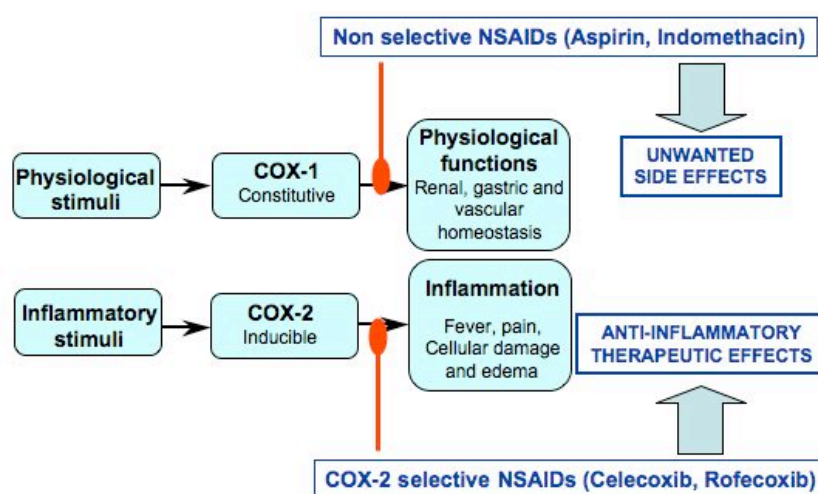 Non selective NSAIDs (Aspirin, Indomethacin)
Physiological
stimuli
COX-1
Constitutive
Physiological
functions
Renal, gastric and
vascular
homeostasis
UNWANTED
SIDE EFFECTS
Inflammatory
stimuli
COX-2
Inducible
Inflammation
Fever, pain,
Cellular damage
and edema
ANTI-INFLAMMATORY
THERAPEUTIC EFFECTS
COX-2 selective NSAIDs (Celecoxib, Rofecoxib)